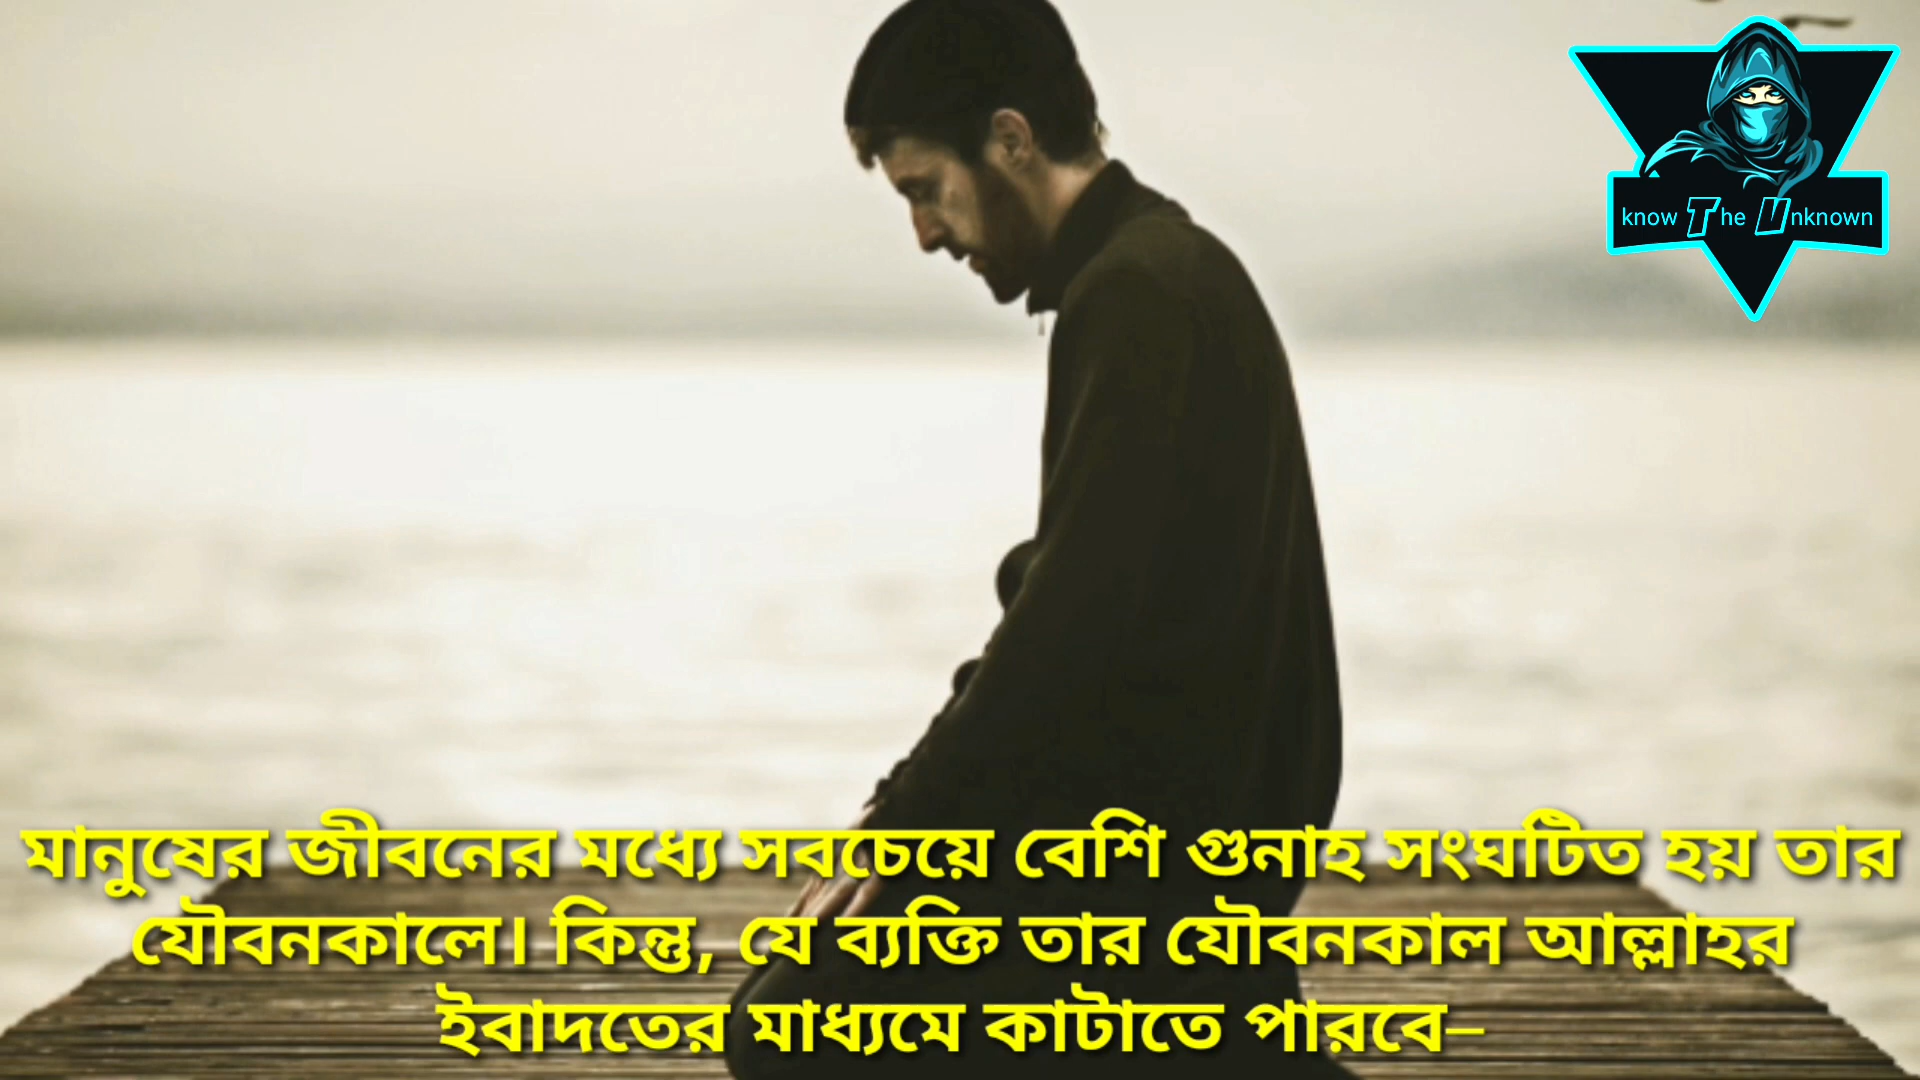 know The Unknown
মানুষের জীবনের মধ্যে সবচেয়ে বেশি গুনাহ সংঘটিত হয় তার
যৌবনকালে। কিন্তু, যে ব্যক্তি তার যৌবনকাল আল্লাহর
ইবাদতের মাধ্যমে কাটাতে পারবে–